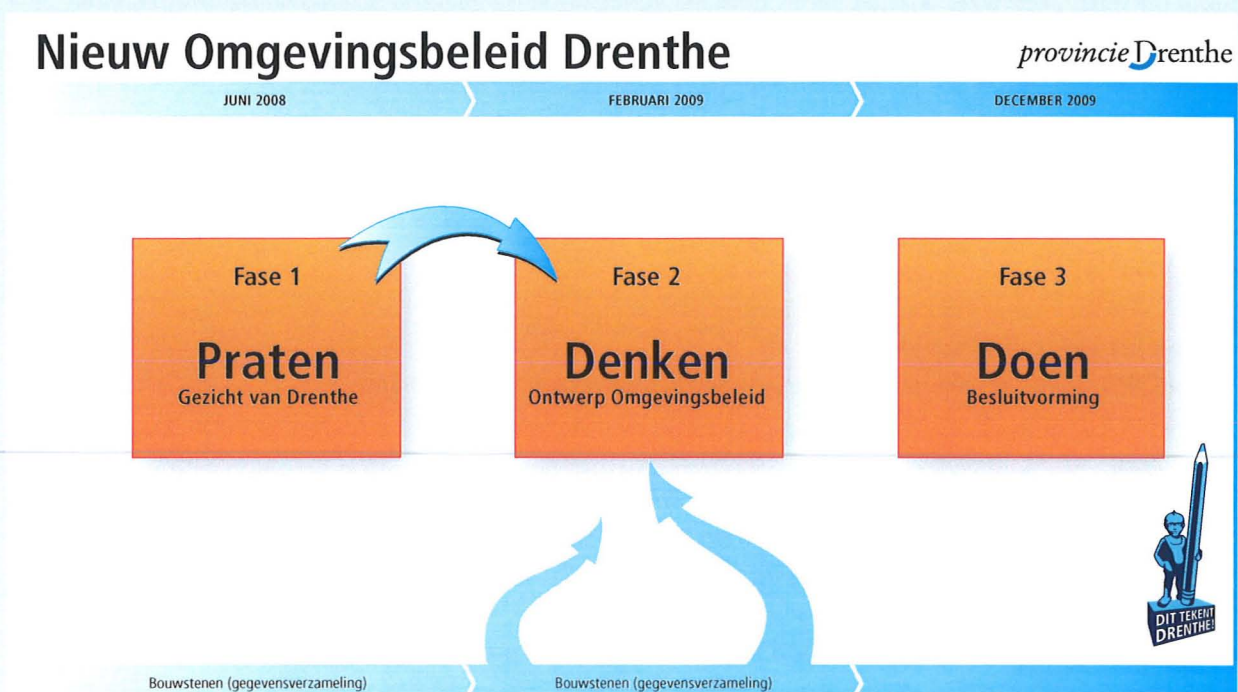 Nieuw Omgevingsbeleid Drenthe
provincie Drenthe
JUNI 2008
FEBRUARI 2009
DECEMBER 2009
Fase 1
Praten
Gezicht van Drenthe
Fase 2
Denken
Ontwerp Omgevingsbeleid
Fase 3
Doen
Besluitvorming
DIT TEKENT
DRENTHE!
Bouwstenen (gegevensverzameling)
Bouwstenen (gegevensverzameling)